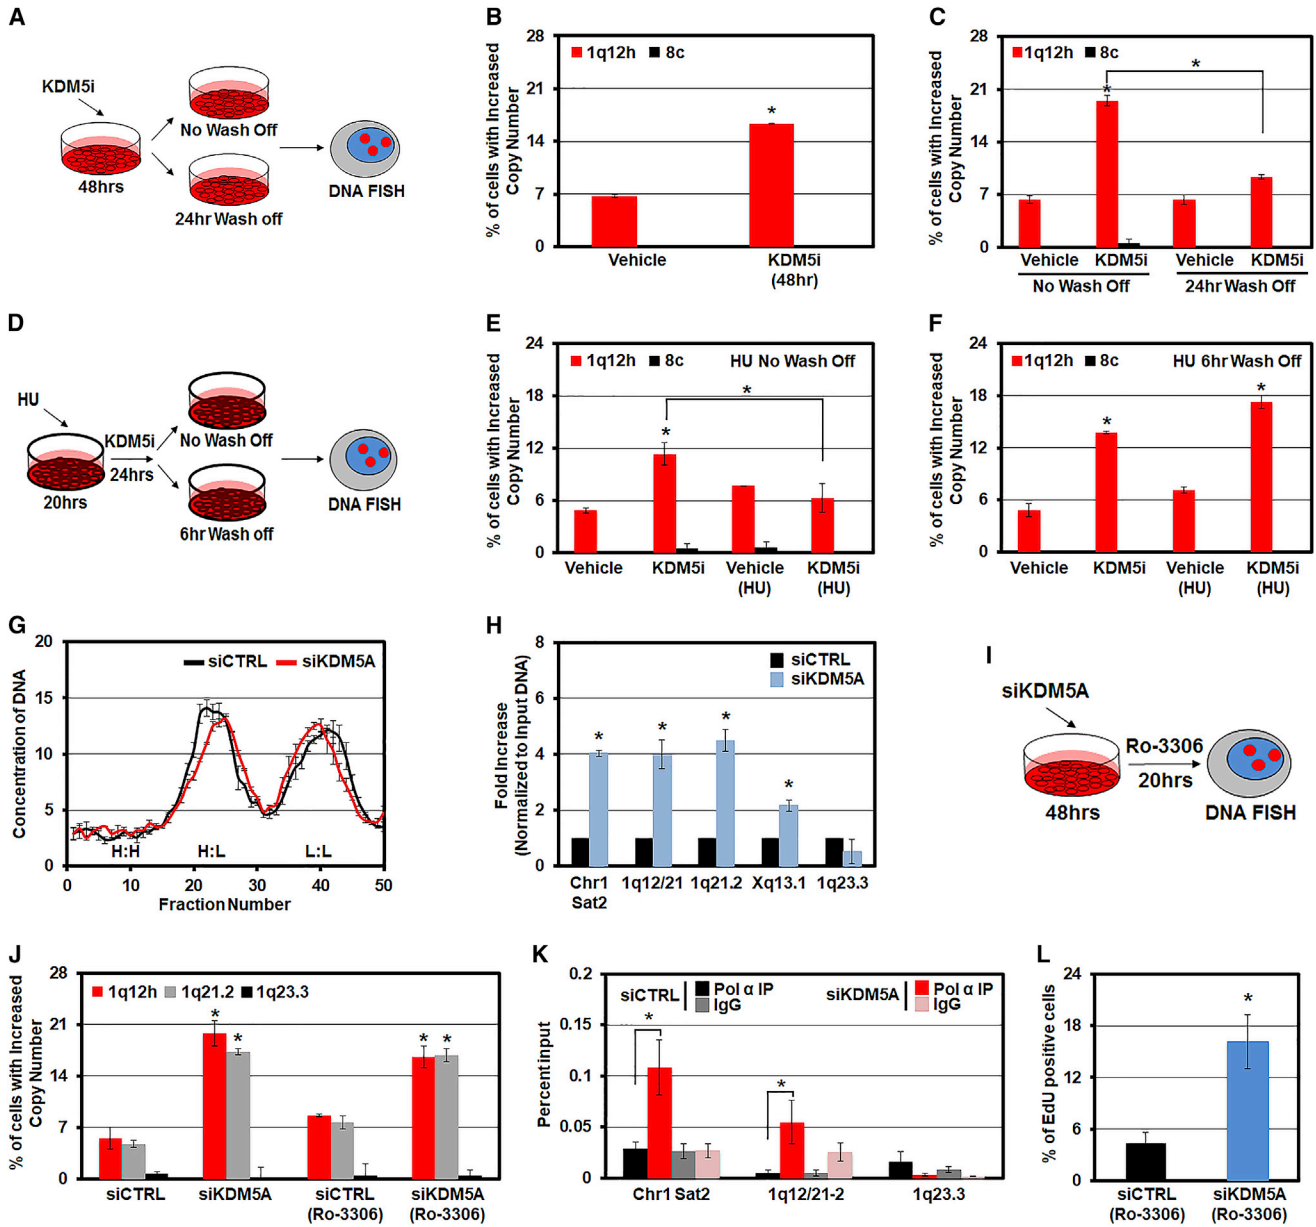 A
KDM5i
48hrs
No Wash Off
24hr Wash off
DNA FISH
B
% of cells with Increased
Copy Number
28
21
14
7
0
1q12h
8c
*
Vehicle
KDM5i
(48hr)
C
% of cells with Increased
Copy Number
28
21
14
7
0
1q12h
8c
*
*
Vehicle
KDM5i
Vehicle
KDM5i
No Wash Off
24hr Wash Off
D
HU
20hrs
KDM5i
24hrs
No Wash Off
6hr Wash off
DNA FISH
E
% of cells with Increased
Copy Number
24
18
12
6
0
1q12h
8c
HU No Wash Off
*
*
Vehicle
KDM5i
Vehicle
(HU)
KDM5i
(HU)
F
% of cells with Increased
Copy Number
24
18
12
6
0
1q12h
8c
HU 6hr Wash Off
*
*
Vehicle
KDM5i
Vehicle
(HU)
KDM5i
(HU)
G
Concentration of DNA
20
15
10
5
0
siCTRL
siKDM5A
H:H
H:L
L:L
0
10
20
30
40
50
Fraction Number
H
Fold Increase
(Normalized to Input DNA)
8
6
4
2
0
siCTRL
siKDM5A
*
*
*
*
Chr1
Sat2
1q12/21
1q21.2
Xq13.1
1q23.3
I
siKDM5A
48hrs
Ro-3306
20hrs
DNA FISH
J
% of cells with Increased
Copy Number
28
21
14
7
0
1q12h
1q21.2
1q23.3
*
*
*
*
siCTRL
siKDM5A
siCTRL
(Ro-3306)
siKDM5A
(Ro-3306)
K
Percent input
0.2
0.15
0.1
0.05
0
siCTRL
Pol α IP
IgG
siKDM5A
Pol α IP
IgG
*
*
Chr1 Sat2
1q12/21-2
1q23.3
L
% of EdU positive cells
24
18
12
6
0
*
siCTRL
(Ro-3306)
siKDM5A
(Ro-3306)